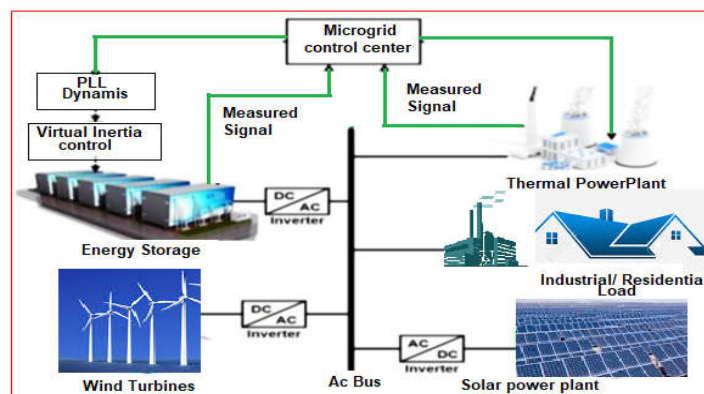 Microgrid
control center
PLL
Dynamis
Measured
Signal
Measured
Signal
Virtual Inertia
control
Thermal PowerPlant
DC
AC
Inverter
Energy Storage
Industrial/ Residentia
Load
DC
AC
Inverter
AC
DC
Inverter
Wind Turbines
Ac Bus
Solar power plant